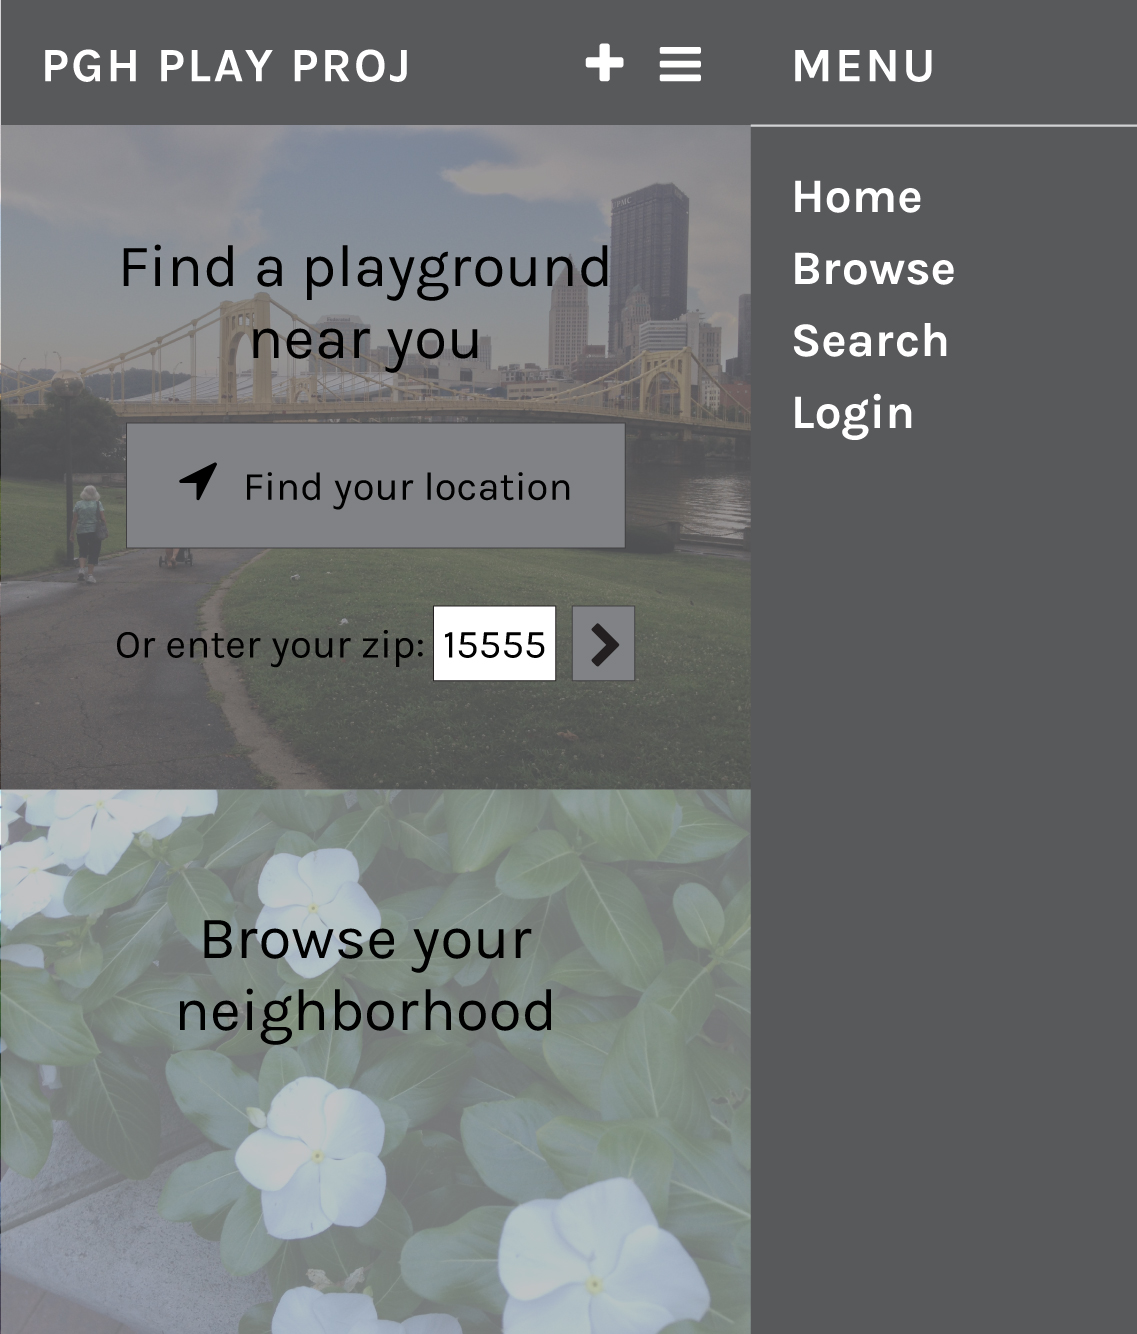 PGH PLAY PROJ
MENU
Home
Browse
Search
Login
Find a playground
near you
Find your location
Or enter your zip: 15555
Browse your
neighborhood